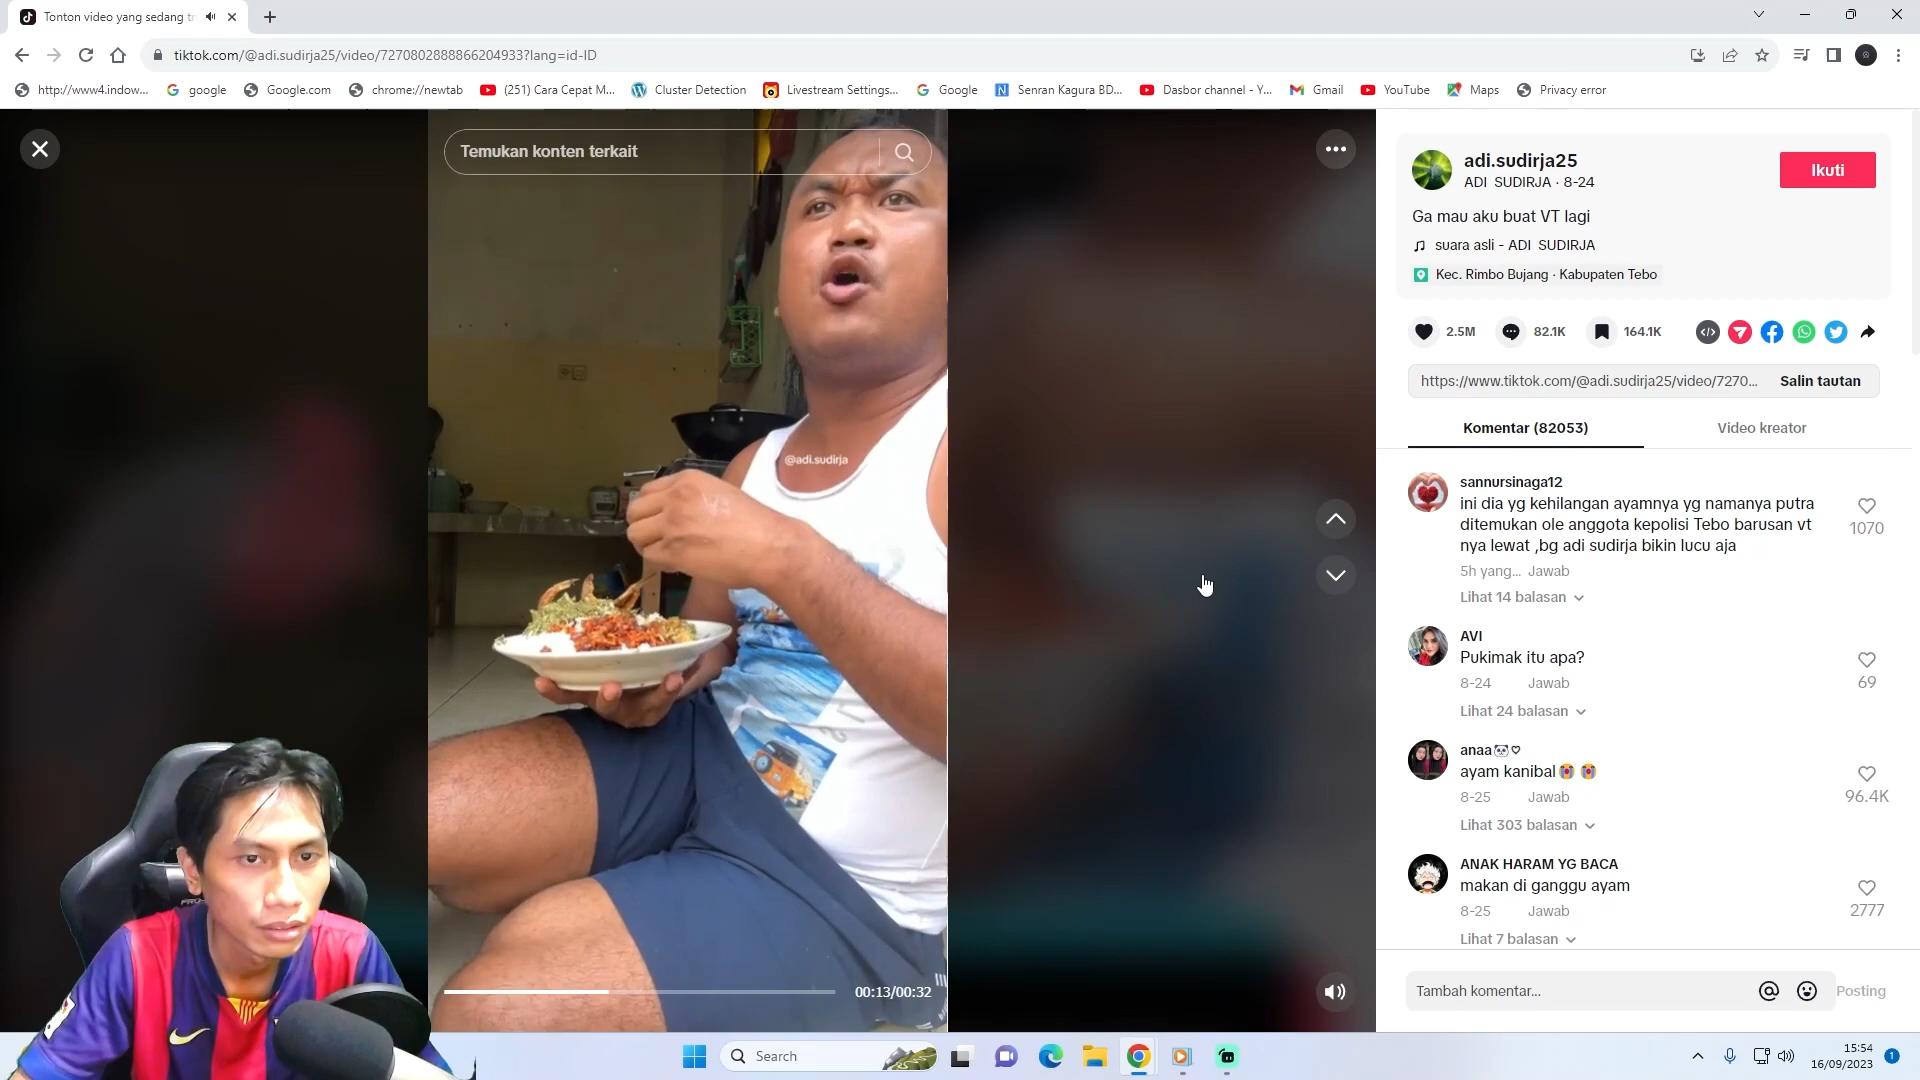 Tonton video yang sedang tr
tiktok.com/@adi.sudirja25/video/7270802888866204933?lang=id-ID
http://www4.indow...
google
Google.com
chrome://newtab
(251) Cara Cepat M...
Cluster Detection
Livestream Settings...
Google
Senran Kagura BD...
Dasbor channel - Y...
Gmail
YouTube
Maps
Privacy error
Temukan konten terkait
@adi.sudirja
00:13/00:32
adi.sudirja25
ADI SUDIRJA · 8-24
Ikuti
Ga mau aku buat VT lagi
suara asli - ADI SUDIRJA
Kec. Rimbo Bujang · Kabupaten Tebo
2.5M
82.1K
164.1K
https://www.tiktok.com/@adi.sudirja25/video/7270...
Salin tautan
Komentar (82053)
Video kreator
sannursinaga12
ini dia yg kehilangan ayamnya yg namanya putra
ditemukan ole anggota kepolisi Tebo barusan vt
nya lewat ,bg adi sudirja bikin lucu aja
1070
5h yang... Jawab
Lihat 14 balasan
AVI
Pukimak itu apa?
69
8-24 Jawab
Lihat 24 balasan
anaa🐼♡
ayam kanibal😭 😭
96.4K
8-25 Jawab
Lihat 303 balasan
ANAK HARAM YG BACA
makan di ganggu ayam
2777
8-25 Jawab
Lihat 7 balasan
Tambah komentar...
Posting
Search
15:54
16/09/2023
1